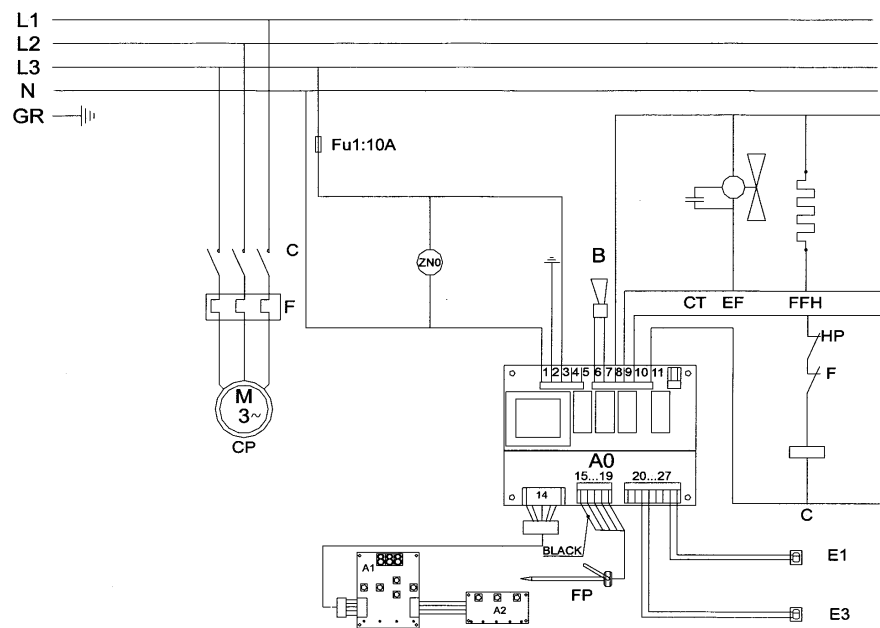 L1
L2
L3
N
GR
Fu1:10A
C
B
ZN0
CT EF FFH
F
HP
1 2 3 4 5 6 7 8 9 10 11
F
M
3~
CP
A0
15...19 20...27
14
C
BLACK
E1
888
A1
FP
A2
E3